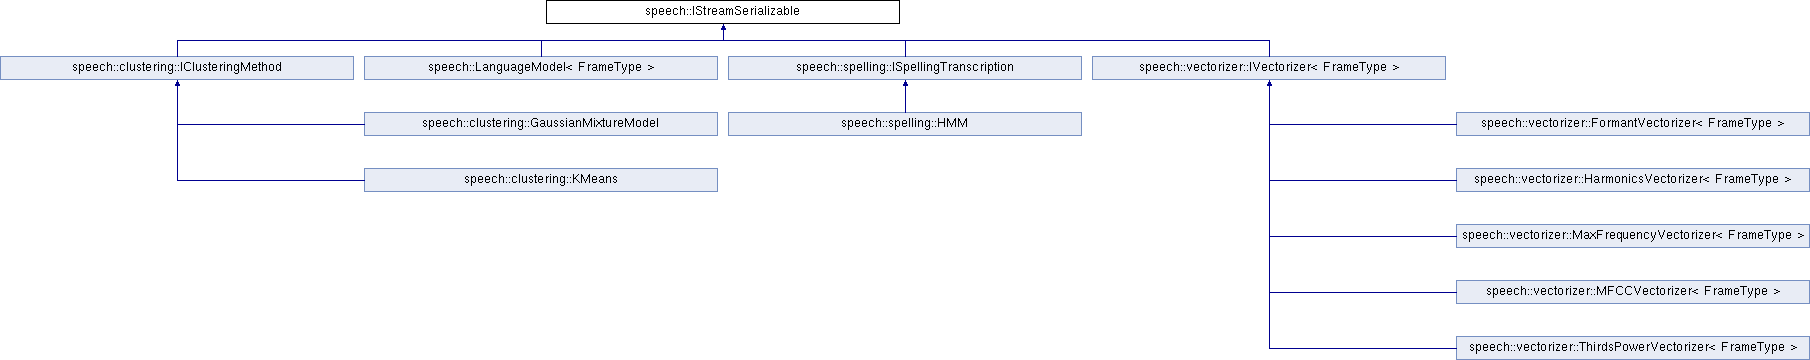 speech::IStreamSerializable
speech::clustering::IClusteringMethod
speech::LanguageModel< FrameType >
speech::spelling::ISpellingTranscription
speech::vectorizer::IVectorizer< FrameType >
speech::clustering::GaussianMixtureModel
speech::spelling::HMM
speech::vectorizer::FormantVectorizer< FrameType >
speech::clustering::KMeans
speech::vectorizer::HarmonicsVectorizer< FrameType >
speech::vectorizer::MaxFrequencyVectorizer< FrameType >
speech::vectorizer::MFCCVectorizer< FrameType >
speech::vectorizer::ThirdsPowerVectorizer< FrameType >